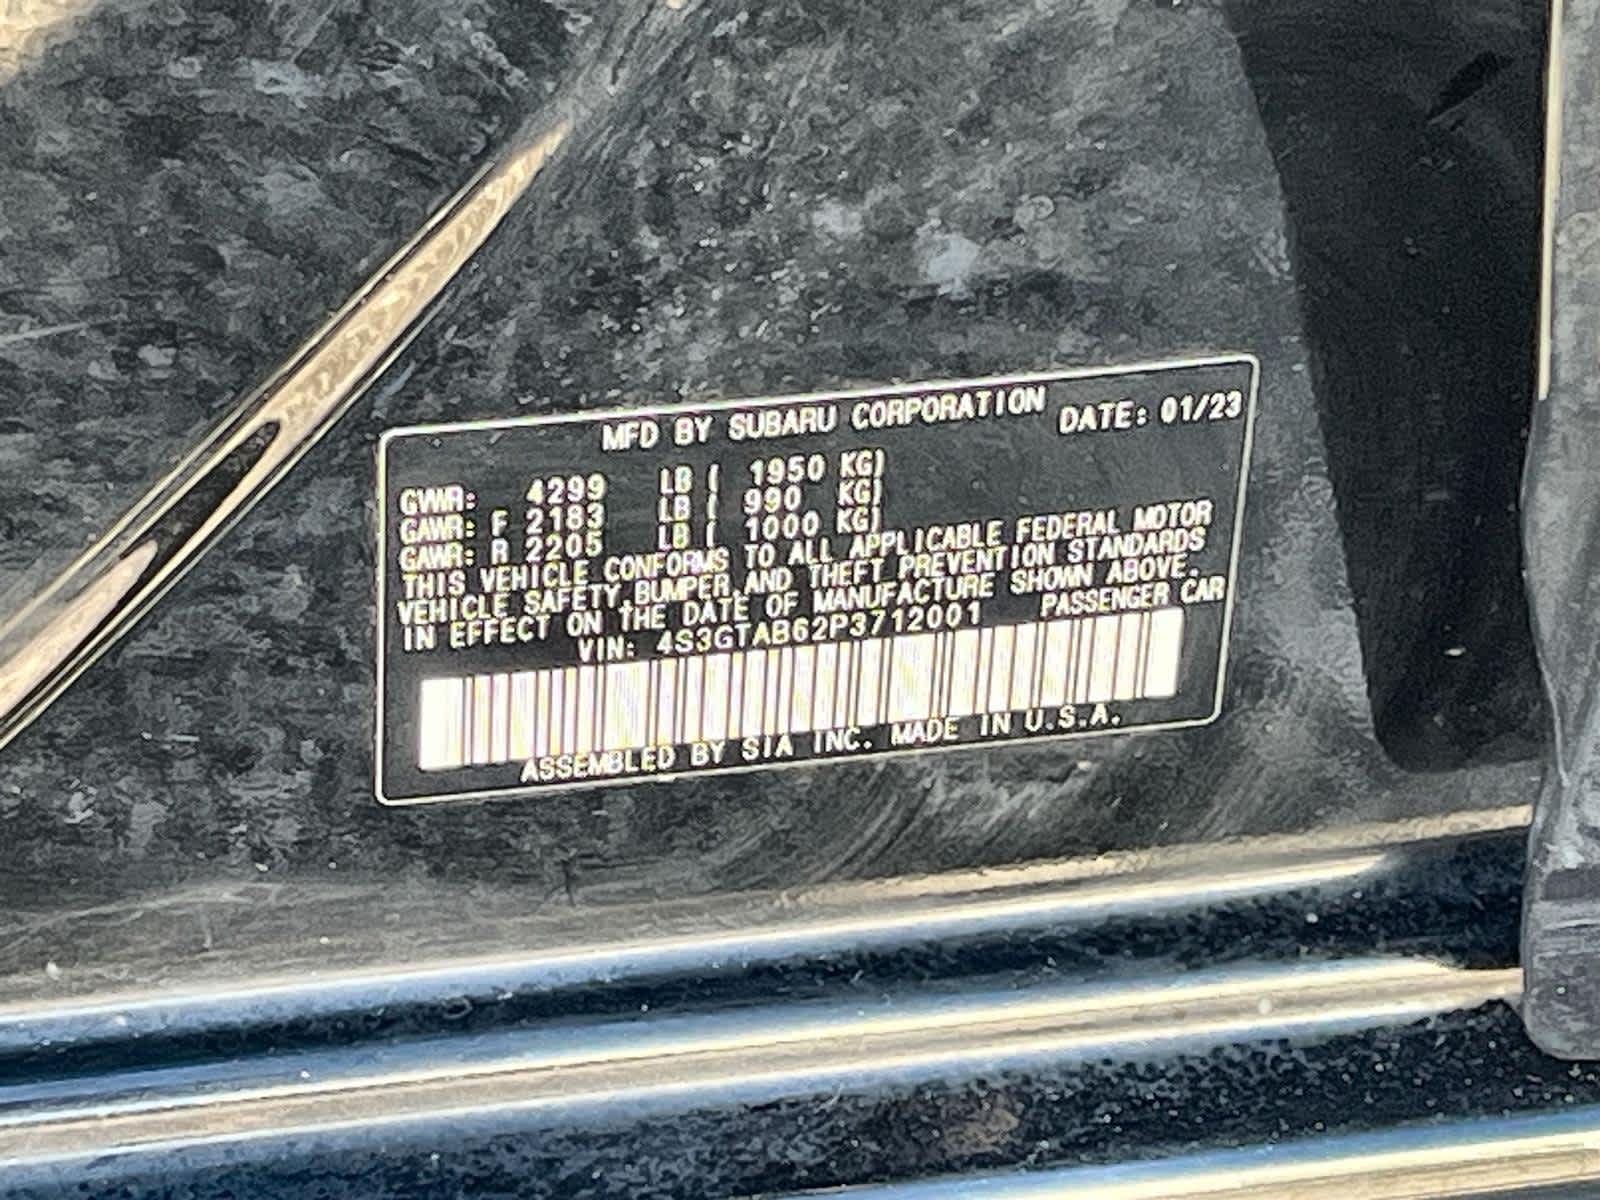 MFD BY SUBARU CORPORATION DATE: 01/23
GVWR: 4299 LB ( 1950 KG)
GAWR: F 2183 LB ( 990 KG)
GAWR: R 2205 LB ( 1000 KG)
THIS VEHICLE CONFORMS TO ALL APPLICABLE FEDERAL MOTOR
VEHICLE SAFETY, BUMPER, AND THEFT PREVENTION STANDARDS
IN EFFECT ON THE DATE OF MANUFACTURE SHOWN ABOVE.
VIN: 4S3GTAB62P3712001 PASSENGER CAR
ASSEMBLED BY SIA INC. MADE IN U.S.A.